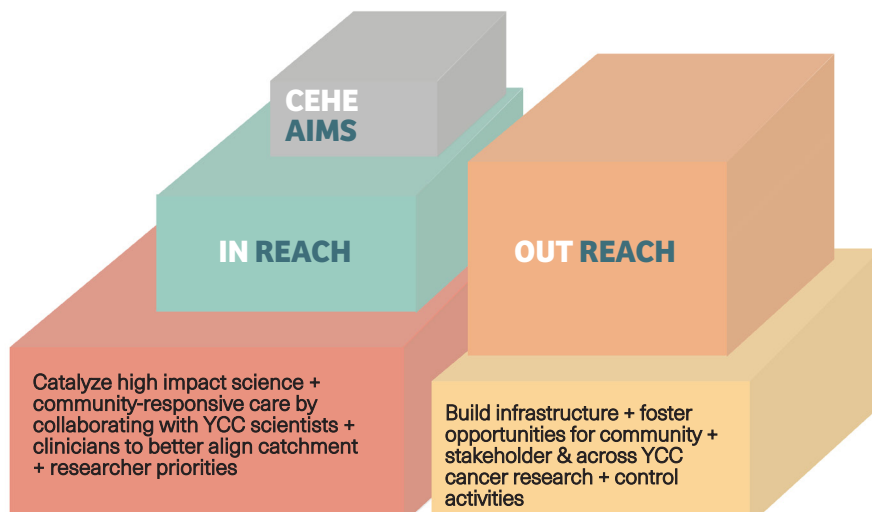 CEHE
AIMS
IN REACH
OUT REACH
Catalyze high impact science +
community-responsive care by
collaborating with YCC scientists +
clinicians to better align catchment
+ researcher priorities
Build infrastructure + foster
opportunities for community +
stakeholder & across YCC
cancer research + control
activities